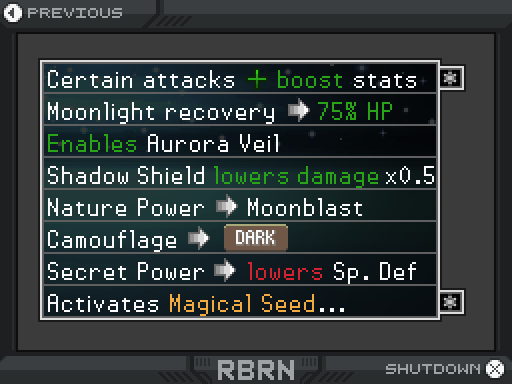 PREVIOUS
Certain attacks + boost stats
Moonlight recovery ➡ 75% HP
Enables Aurora Veil
Shadow Shield lowers damage x0.5
Nature Power ➡ Moonblast
Camouflage ➡ DARK
Secret Power ➡ lowers Sp. Def
Activates Magical Seed...
RBRN
SHUTDOWN